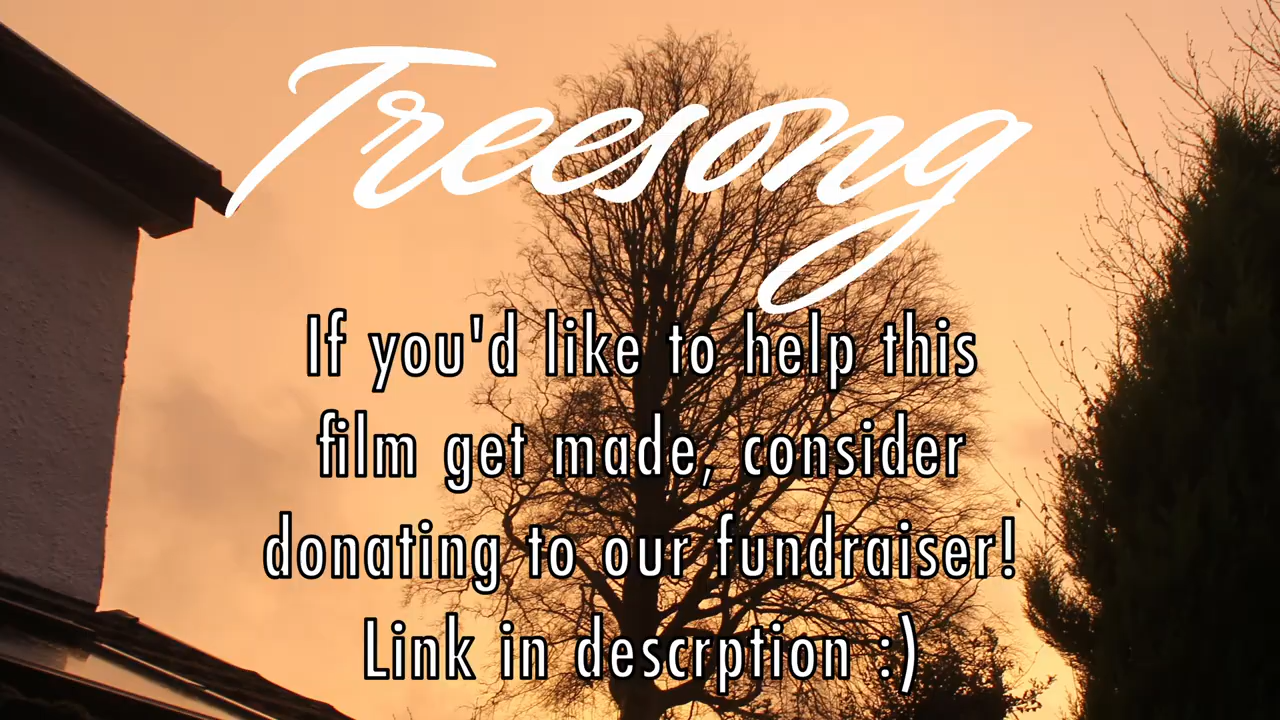 Treesong
If you'd like to help this
film get made, consider
donating to our fundraiser!
Link in descrption :)